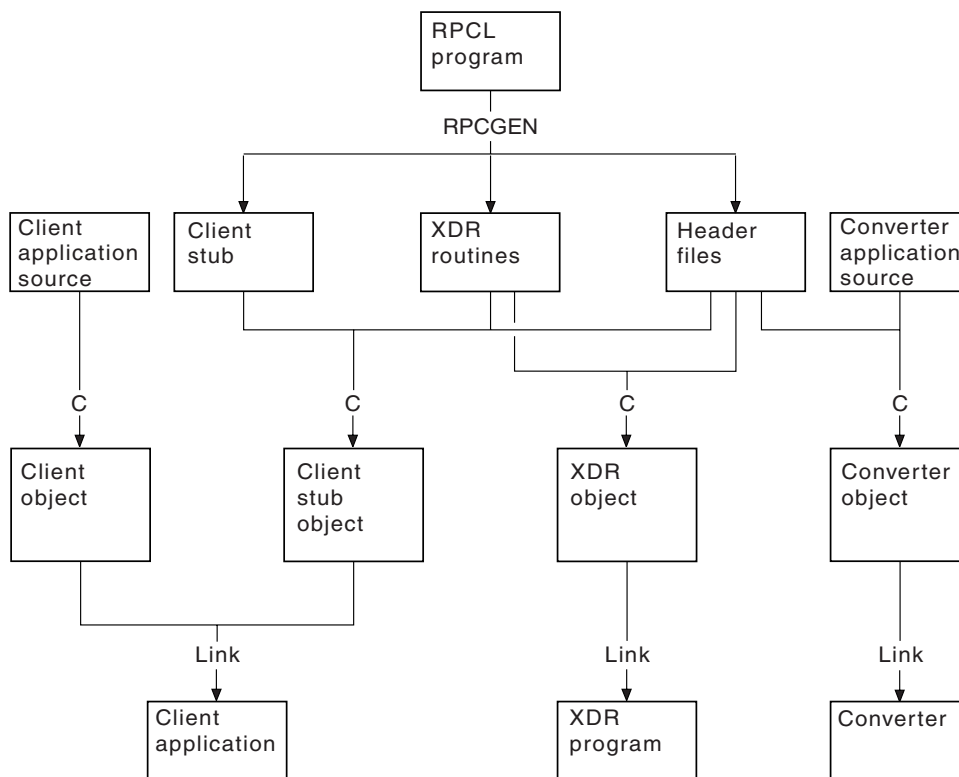 RPCL
program
RPCGEN
Client
application
source
Client
stub
XDR
routines
Header
files
Converter
application
source
C
C
C
C
Client
object
Client
stub
object
XDR
object
Converter
object
Link
Link
Link
Client
application
XDR
program
Converter